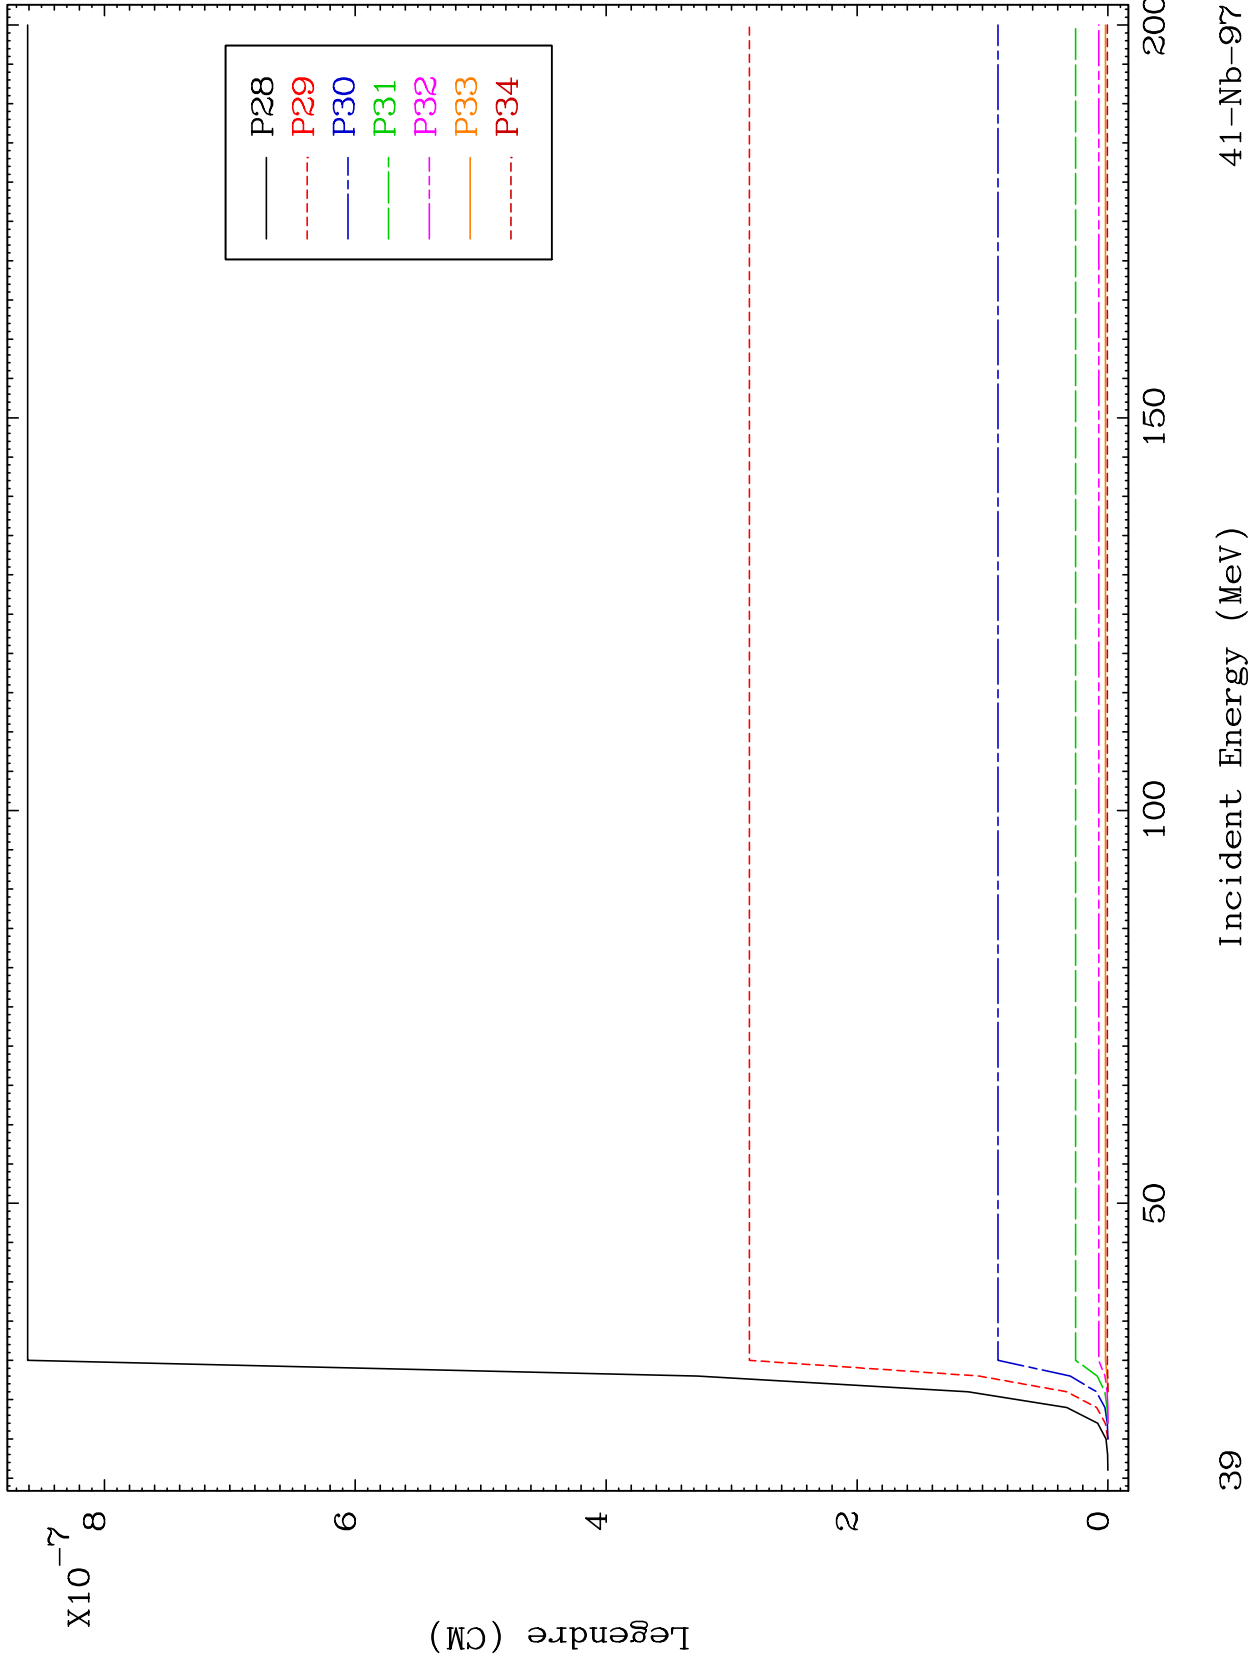 X10-7
8
6
4
2
0
Legendre (CM)
P28
P29
P30
P31
P32
P33
P34
50
100
150
200
Incident Energy (MeV)
39
41-Nb-97